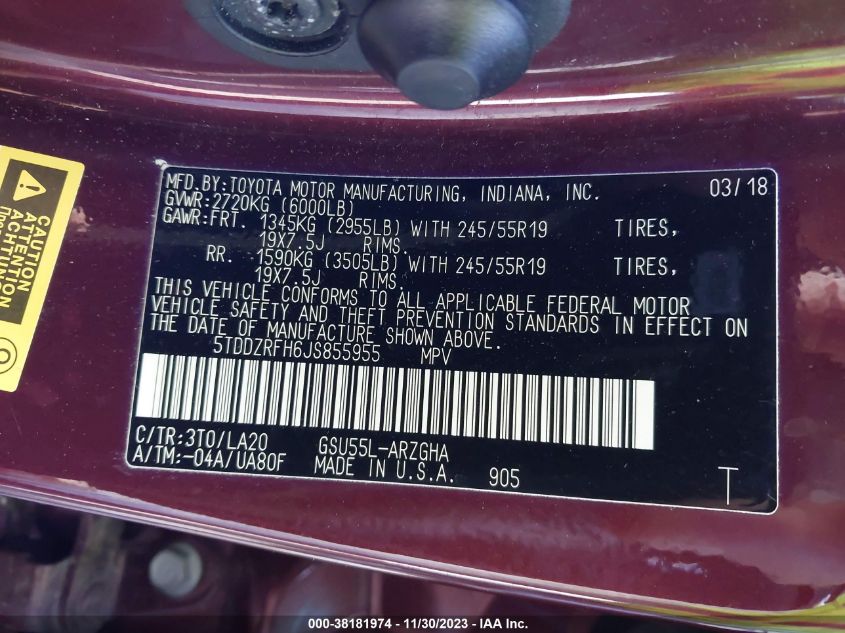 MFD.BY:TOYOTA MOTOR MANUFACTURING, INDIANA, INC. 03/18
GVWR:2720KG (6000LB)
GAWR:FRT. 1345KG (2955LB) WITH 245/55R19 TIRES,
19X7.5J RIMS.
RR. 1590KG (3505LB) WITH 245/55R19 TIRES,
19X7.5J RIMS.
THIS VEHICLE CONFORMS TO ALL APPLICABLE FEDERAL MOTOR
VEHICLE SAFETY AND THEFT PREVENTION STANDARDS IN EFFECT ON
THE DATE OF MANUFACTURE SHOWN ABOVE.
5TDDZRFH6JS855955 MPV
C/TR:3T0/LA20 GSU55L-ARZGHA
A/TM:-04A/UA80F MADE IN U.S.A. 905
T
CAUTION
ATTENTION
ACHTUNG
000-38181974 - 11/30/2023 - IAA Inc.